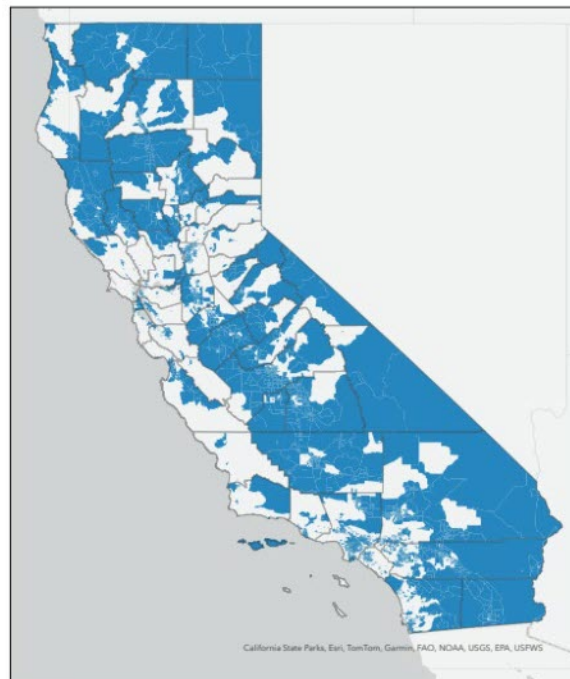 California State Parks, Esri, TomTom, Garmin, FAO, NOAA, USGS, EPA, USFWS